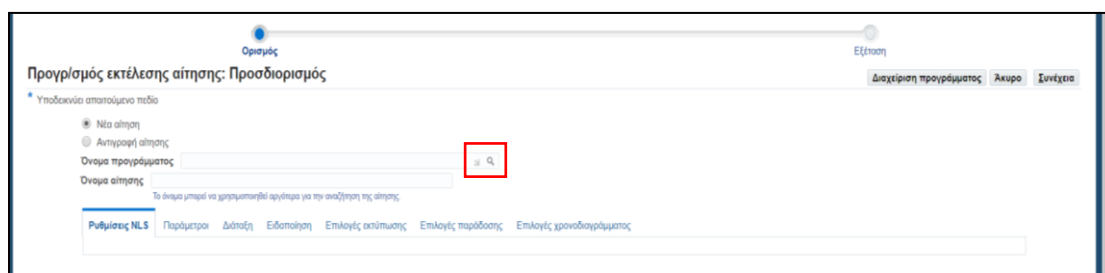 Ορισμός Εξέταση
Προγρ/σμός εκτέλεσης αίτησης: Προσδιορισμός
Διαχείριση προγράμματος Άκυρο Συνέχεια
* Υποδεικνύει απαιτούμενο πεδίο
Νέα αίτηση
Αντιγραφή αίτησης
Όνομα προγράμματος
Όνομα αίτησης
Το όνομα μπορεί να χρησιμοποιηθεί αργότερα για την αναζήτηση της αίτησης.
Ρυθμίσεις NLS Παράμετροι Διάταξη Ειδοποίηση Επιλογές εκτύπωσης Επιλογές παράδοσης Επιλογές χρονοδιαγράμματος